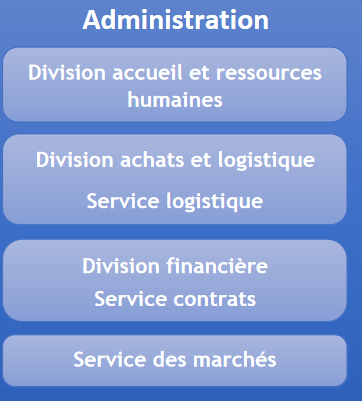 Administration
Division accueil et ressources
humaines
Division achats et logistique
Service logistique
Division financière
Service contrats
Service des marchés